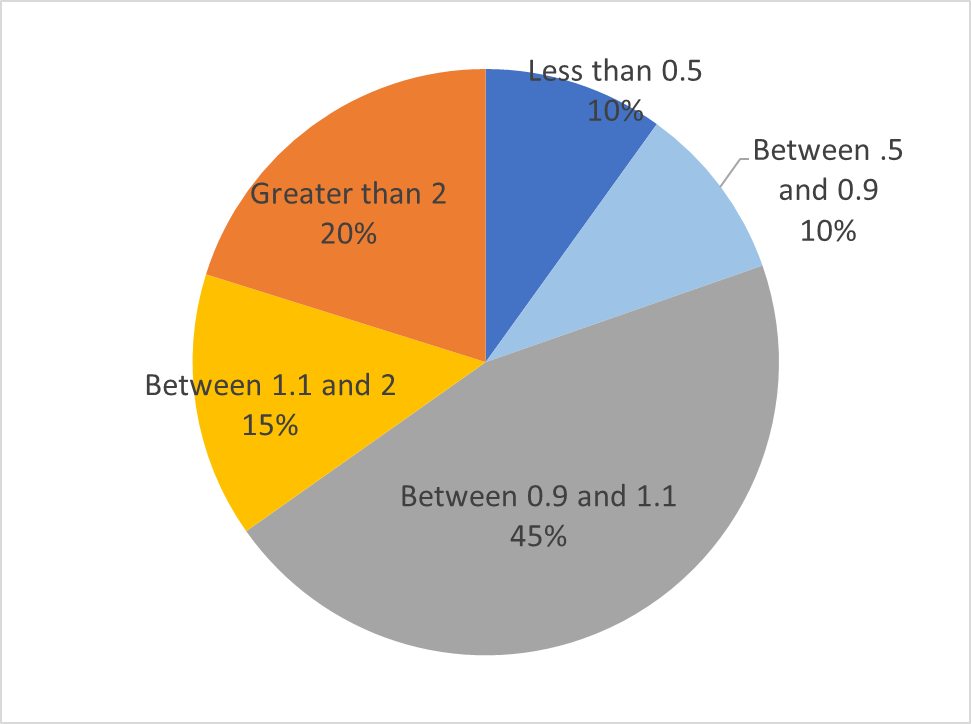 Less than 0.5
10%
Between .5
and 0.9
10%
Between 0.9 and 1.1
45%
Between 1.1 and 2
15%
Greater than 2
20%